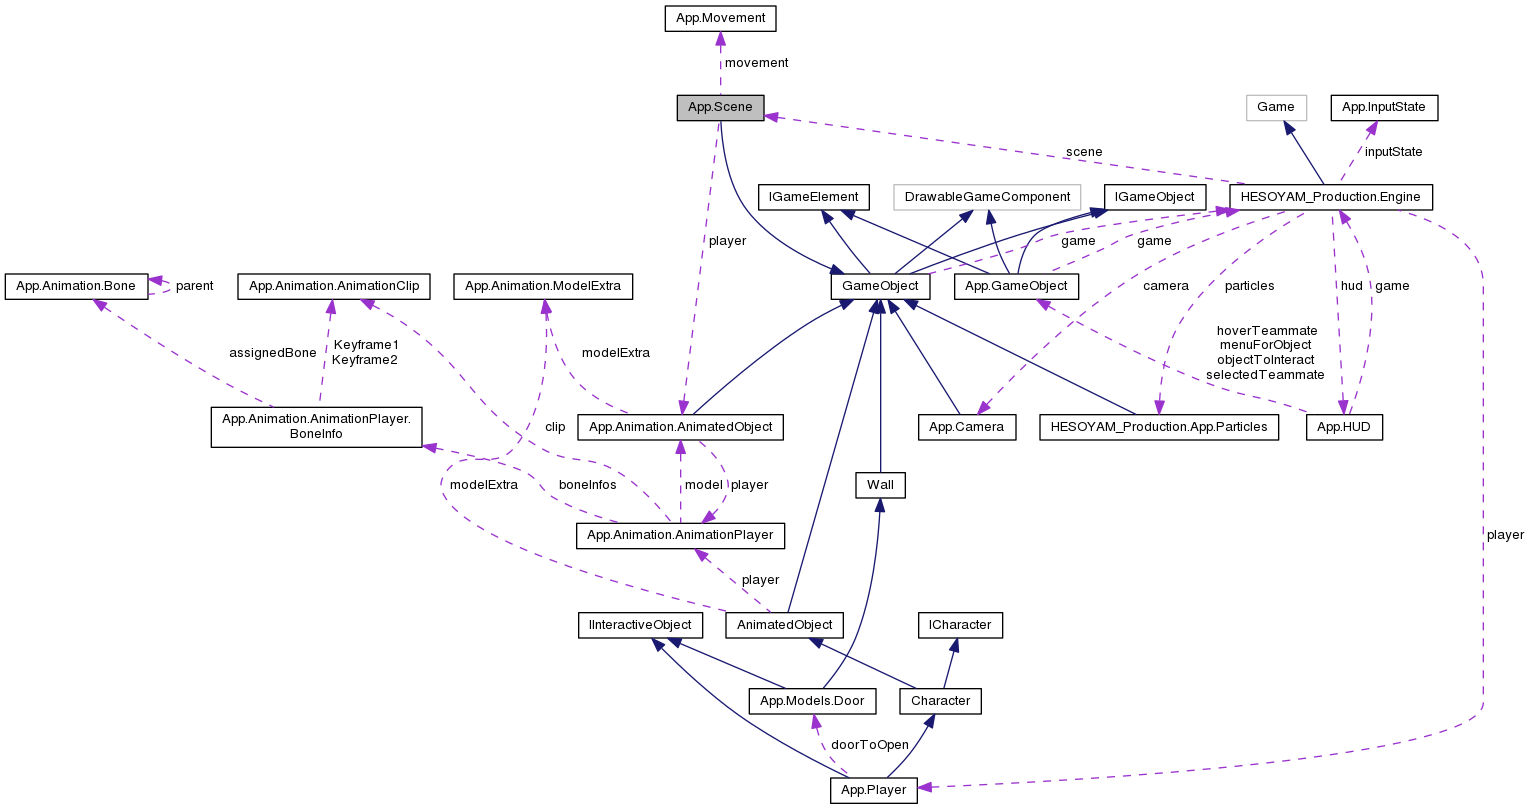 App.Movement
movement
App.Scene
Game
App.InputState
scene
inputState
IGameElement
DrawableGameComponent
IGameObject
HESOYAM_Production.Engine
player
game
game
App.Animation.Bone
parent
App.Animation.AnimationClip
App.Animation.ModelExtra
GameObject
App.GameObject
camera
particles
hud
game
assignedBone
Keyframe1
Keyframe2
modelExtra
hoverTeammate
menuForObject
objectToInteract
selectedTeammate
App.Animation.AnimationPlayer.
BoneInfo
clip
App.Animation.AnimatedObject
App.Camera
HESOYAM_Production.App.Particles
App.HUD
modelExtra
boneInfos
model
player
Wall
App.Animation.AnimationPlayer
player
player
IInteractiveObject
AnimatedObject
ICharacter
App.Models.Door
Character
doorToOpen
App.Player